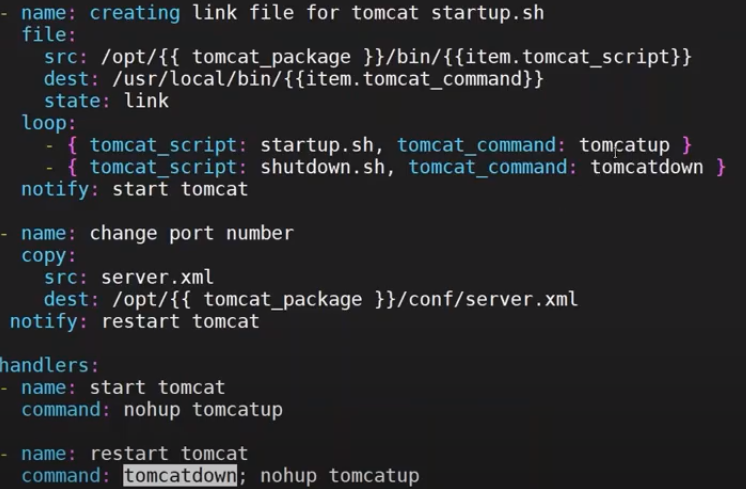 - name: creating link file for tomcat startup.sh
  file:
    src: /opt/{{ tomcat_package }}/bin/{{item.tomcat_script}}
    dest: /usr/local/bin/{{item.tomcat_command}}
    state: link
  loop:
    - { tomcat_script: startup.sh, tomcat_command: tomcatup }
    - { tomcat_script: shutdown.sh, tomcat_command: tomcatdown }
  notify: start tomcat

- name: change port number
  copy:
    src: server.xml
    dest: /opt/{{ tomcat_package }}/conf/server.xml
 notify: restart tomcat

handlers:
- name: start tomcat
  command: nohup tomcatup

- name: restart tomcat
  command: tomcatdown; nohup tomcatup